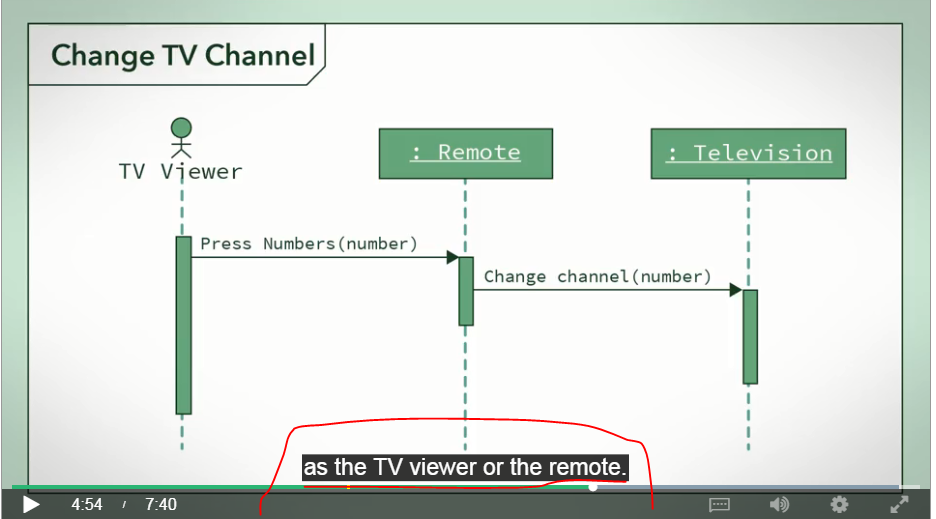 Change TV Channel
: Remote
: Television
TV Viewer
Press Numbers(number)
Change channel(number)
as the TV viewer or the remote.
4:54 / 7:40